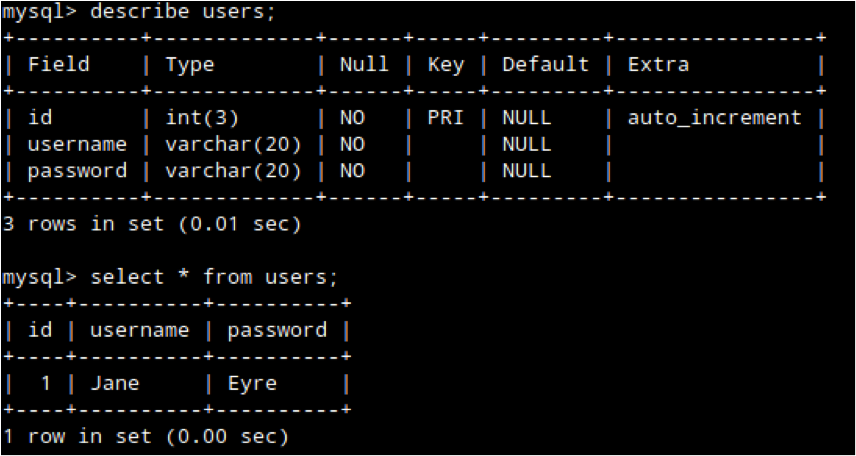 mysql> describe users;
+----------+-------------+------+-----+---------+----------------+
| Field    | Type        | Null | Key | Default | Extra          |
+----------+-------------+------+-----+---------+----------------+
| id       | int(3)      | NO   | PRI | NULL    | auto_increment |
| username | varchar(20) | NO   |     | NULL    |                |
| password | varchar(20) | NO   |     | NULL    |                |
+----------+-------------+------+-----+---------+----------------+
3 rows in set (0.01 sec)
mysql> select * from users;
+----+----------+----------+
| id | username | password |
+----+----------+----------+
|  1 | Jane     | Eyre     |
+----+----------+----------+
1 row in set (0.00 sec)